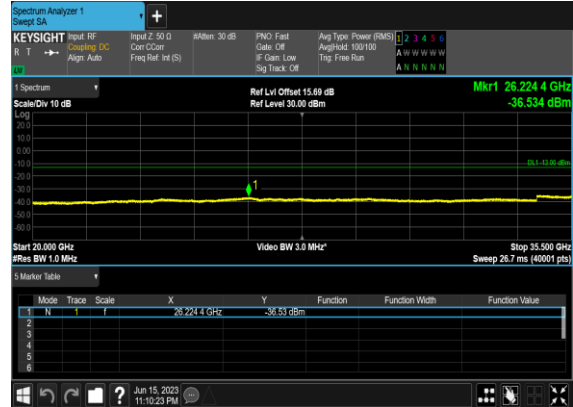 Spectrum Analyzer 1
Swept SA
+
KEYSIGHT Input: RF Input Z: 50 Ω #Atten: 30 dB PNO: Fast Avg Type: Power (RMS) 1 2 3 4 5 6
R T Coupling: DC Corr CCorr Gate: Off Avg|Hold: 100/100 A W W W W W
Align: Auto Freq Ref: Int (S) IF Gain: Low Trig: Free Run
Sig Track: Off A N N N N N
LM
1 Spectrum Ref Lvl Offset 15.69 dB Mkr1 26.224 4 GHz
Scale/Div 10 dB Ref Level 30.00 dBm -36.534 dBm
Log
20.0
10.0
0.00
-10.0
DL1 -13.00 dBm
-20.0
-30.0
1
-40.0
-50.0
-60.0
Start 20.000 GHz Video BW 3.0 MHz* Stop 35.500 GHz
#Res BW 1.0 MHz Sweep 26.7 ms (40001 pts)
5 Marker Table
Mode Trace Scale X Y Function Function Width Function Value
1 N 1 f 26.224 4 GHz -36.53 dBm
2
3
4
5
6
? Jun 15, 2023
11:10:23 PM